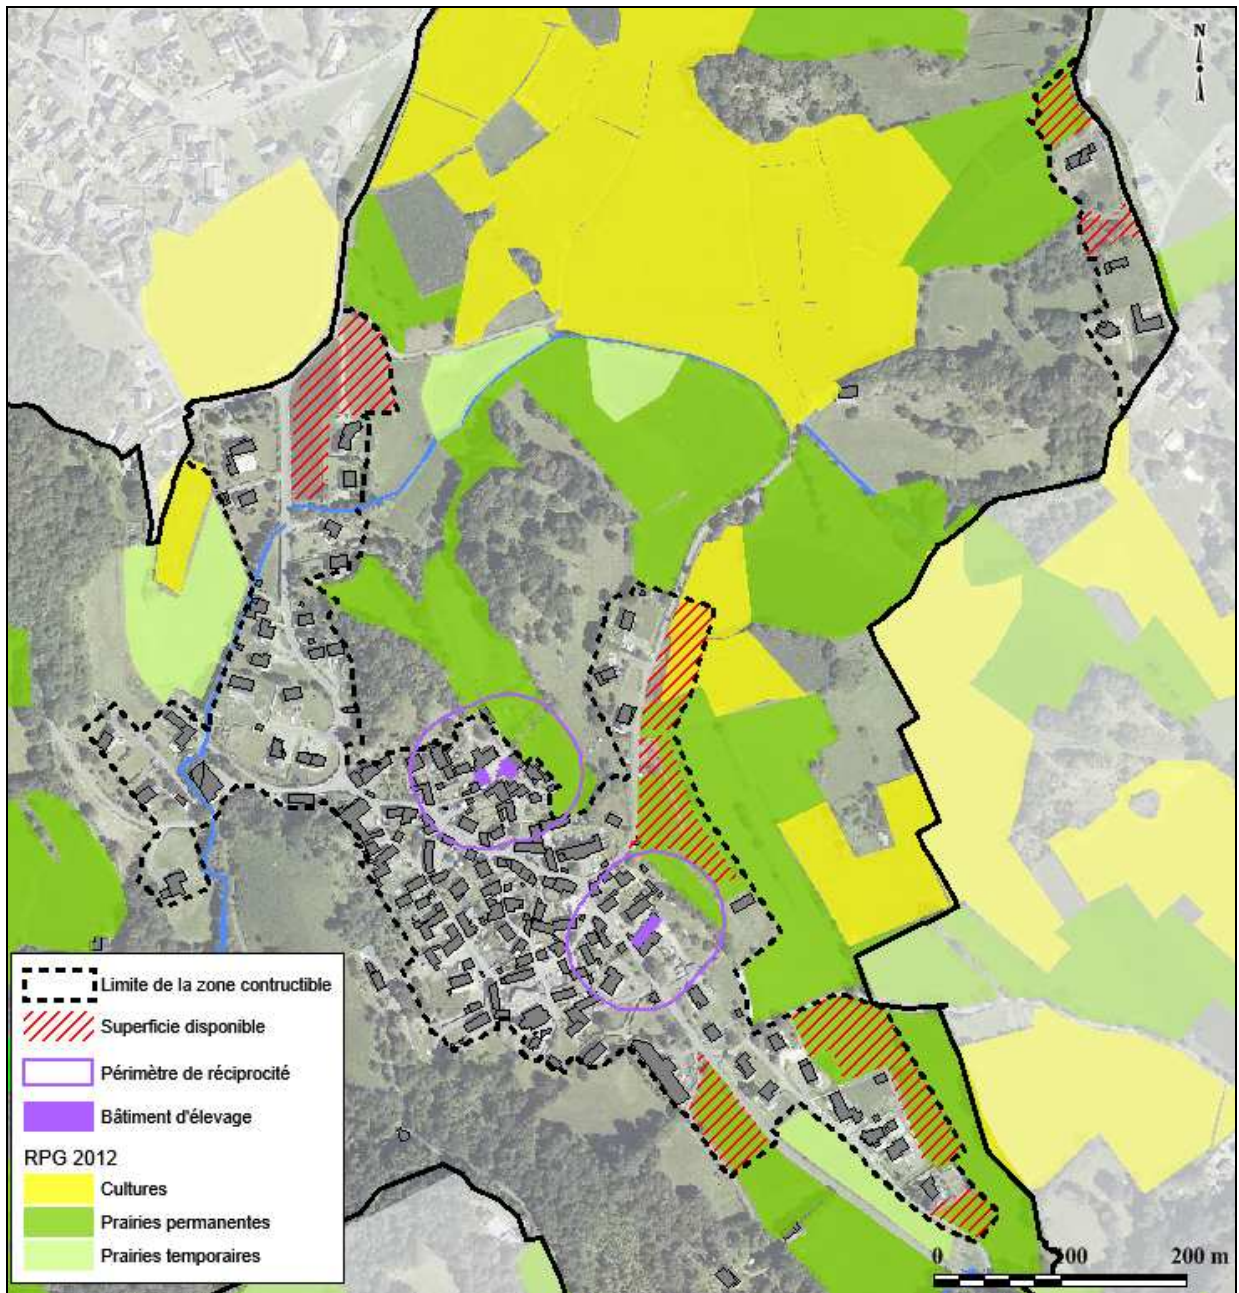 N
Limite de la zone contructible
Superficie disponible
Périmètre de réciprocité
Bâtiment d'élevage
RPG 2012
Cultures
Prairies permanentes
Prairies temporaires
0 100 200 m